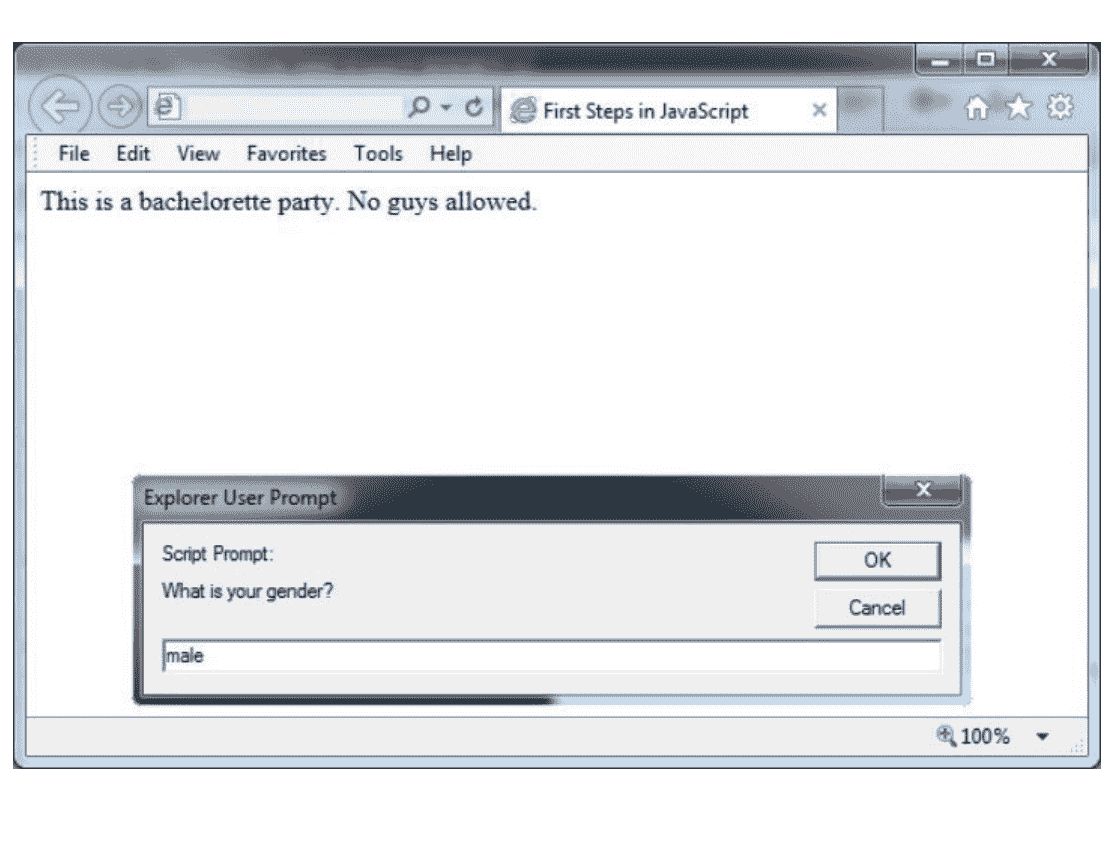 First Steps in JavaScript
File Edit View Favorites Tools Help
This is a bachelorette party. No guys allowed.
Explorer User Prompt
Script Prompt:
OK
What is your gender?
Cancel
male
100%